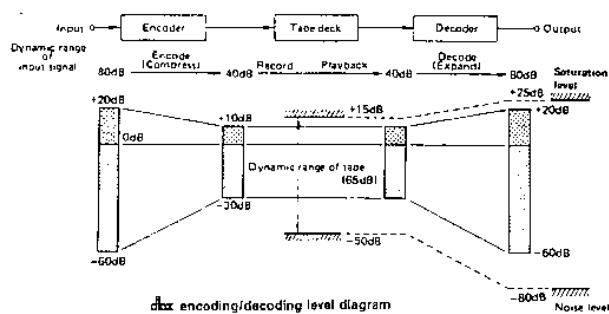 Input
Encoder
Tape deck
Decoder
Output
Dynamic range
of
input signal
Encode
(Compress)
Record
Playback
Decode
(Expand)
80dB
40dB
40dB
80dB
Saturation
level
+20dB
+10dB
+15dB
+25dB
+20dB
0dB
Dynamic range of tape
(65dB)
-30dB
-50dB
-60dB
-60dB
-80dB
Noise level
dbx encoding/decoding level diagram